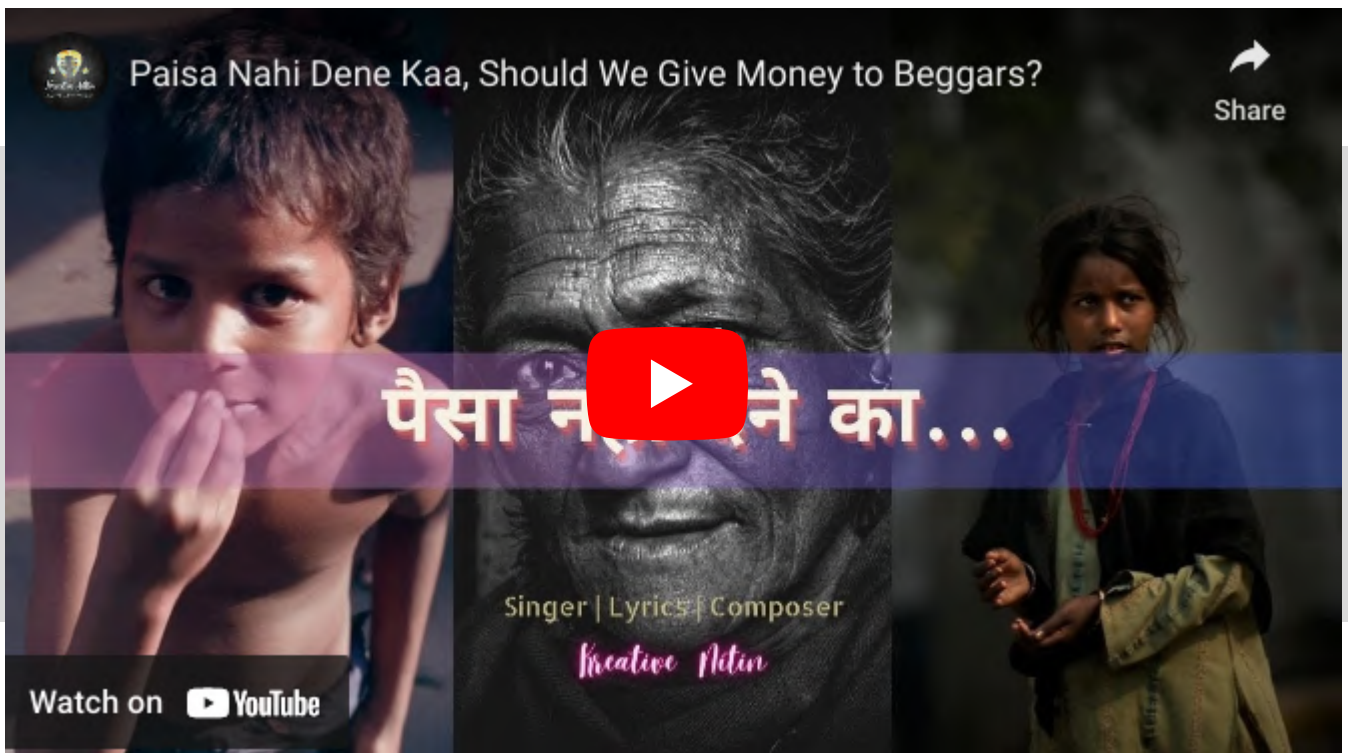 Paisa Nahi Dene Kaa, Should We Give Money to Beggars?
Share
पैसा का...
Singer | Lyrics | Composer
Kreative Nitin
Watch on YouTube